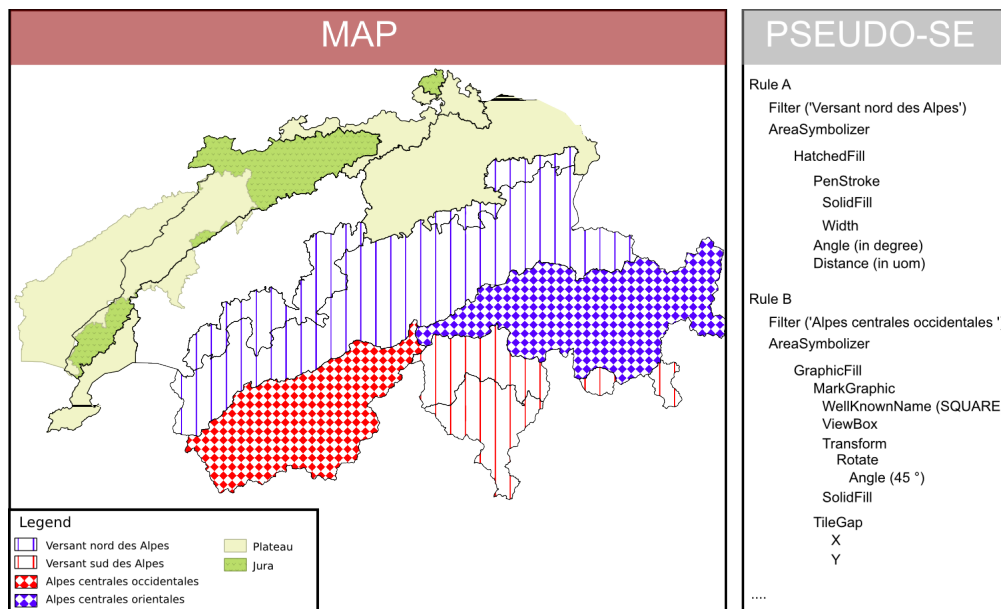 MAP
Legend
Versant nord des Alpes
Versant sud des Alpes
Alpes centrales occidentales
Alpes centrales orientales
Plateau
Jura
PSEUDO-SE
Rule A
Filter ('Versant nord des Alpes')
AreaSymbolizer
HatchedFill
PenStroke
SolidFill
Width
Angle (in degree)
Distance (in uom)
Rule B
Filter ('Alpes centrales occidentales ')
AreaSymbolizer
GraphicFill
MarkGraphic
WellKnownName (SQUARE
ViewBox
Transform
Rotate
Angle (45 °)
SolidFill
TileGap
X
Y
....